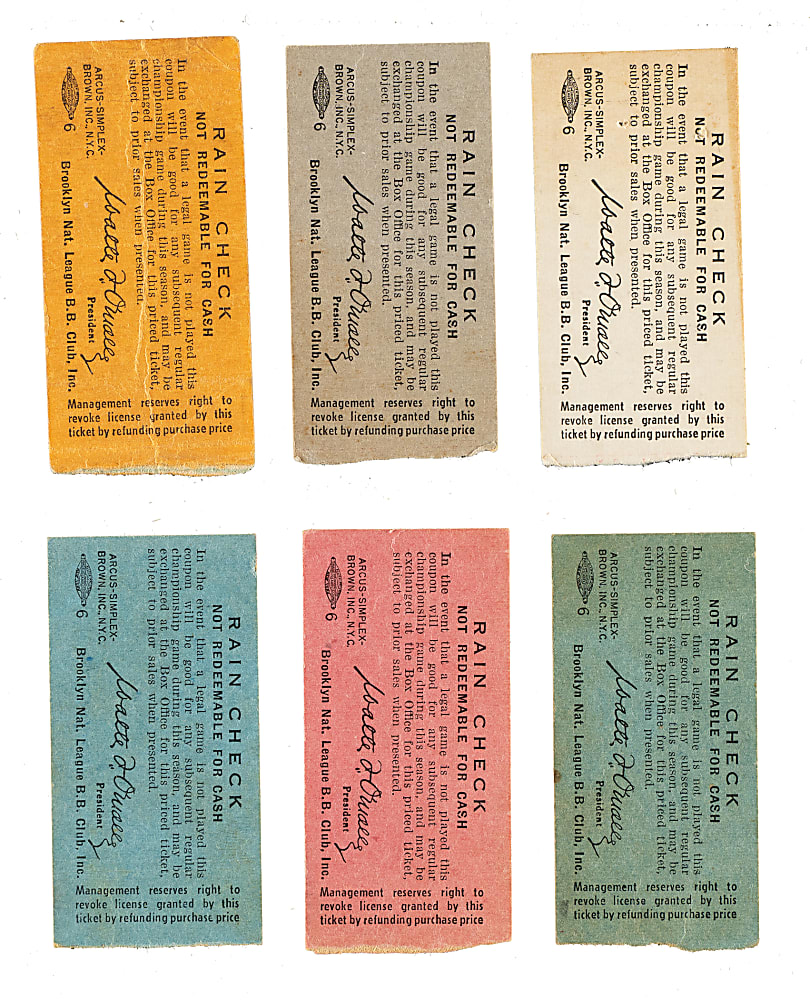 RAIN CHECK
NOT REDEEMABLE FOR CASH
In the event that a legal game is not played this
coupon will be good for any subsequent regular
championship game during this season, and may be
exchanged at the Box Office for this priced ticket,
subject to prior sales when presented.
Walter F. O'Malley
President
ARCUS-SIMPLEX-
BROWN, INC., N.Y.C.
6
Brooklyn Nat. League B.B. Club, Inc.
Management reserves right to
revoke license granted by this
ticket by refunding purchase price
RAIN CHECK
NOT REDEEMABLE FOR CASH
In the event that a legal game is not played this
coupon will be good for any subsequent regular
championship game during this season, and may be
exchanged at the Box Office for this priced ticket,
subject to prior sales when presented.
Walter F. O'Malley
President
ARCUS-SIMPLEX-
BROWN, INC., N.Y.C.
6
Brooklyn Nat. League B.B. Club, Inc.
Management reserves right to
revoke license granted by this
ticket by refunding purchase price
RAIN CHECK
NOT REDEEMABLE FOR CASH
In the event that a legal game is not played this
coupon will be good for any subsequent regular
championship game during this season, and may be
exchanged at the Box Office for this priced ticket,
subject to prior sales when presented.
Walter F. O'Malley
President
ARCUS-SIMPLEX-
BROWN, INC., N.Y.C.
6
Brooklyn Nat. League B.B. Club, Inc.
Management reserves right to
revoke license granted by this
ticket by refunding purchase price
RAIN CHECK
NOT REDEEMABLE FOR CASH
In the event that a legal game is not played this
coupon will be good for any subsequent regular
championship game during this season, and may be
exchanged at the Box Office for this priced ticket,
subject to prior sales when presented.
Walter F. O'Malley
President
ARCUS-SIMPLEX-
BROWN, INC., N.Y.C.
6
Brooklyn Nat. League B.B. Club, Inc.
Management reserves right to
revoke license granted by this
ticket by refunding purchase price
RAIN CHECK
NOT REDEEMABLE FOR CASH
In the event that a legal game is not played this
coupon will be good for any subsequent regular
championship game during this season, and may be
exchanged at the Box Office for this priced ticket,
subject to prior sales when presented.
Walter F. O'Malley
President
ARCUS-SIMPLEX-
BROWN, INC., N.Y.C.
6
Brooklyn Nat. League B.B. Club, Inc.
Management reserves right to
revoke license granted by this
ticket by refunding purchase price
RAIN CHECK
NOT REDEEMABLE FOR CASH
In the event that a legal game is not played this
coupon will be good for any subsequent regular
championship game during this season, and may be
exchanged at the Box Office for this priced ticket,
subject to prior sales when presented.
Walter F. O'Malley
President
ARCUS-SIMPLEX-
BROWN, INC., N.Y.C.
6
Brooklyn Nat. League B.B. Club, Inc.
Management reserves right to
revoke license granted by this
ticket by refunding purchase price